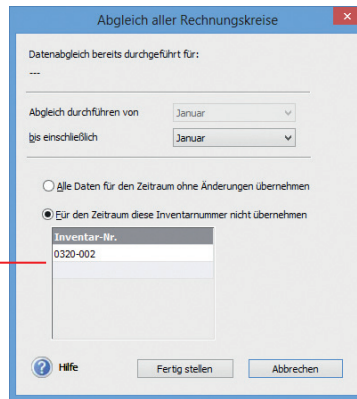 Abgleich aller Rechnungskreise
Datenabgleich bereits durchgeführt für:
---
Abgleich durchführen von Januar
bis einschließlich Januar
Alle Daten für den Zeitraum ohne Änderungen übernehmen
Für den Zeitraum diese Inventarnummer nicht übernehmen
Inventar-Nr.
0320-002
Hilfe Fertig stellen Abbrechen